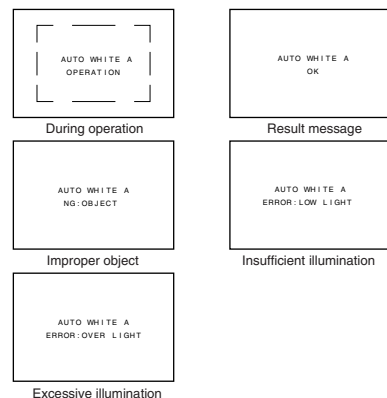 AUTO WHITE A
OPERATION
During operation
AUTO WHITE A
OK
Result message
AUTO WHITE A
NG:OBJECT
Improper object
AUTO WHITE A
ERROR:LOW LIGHT
Insufficient illumination
AUTO WHITE A
ERROR:OVER LIGHT
Excessive illumination